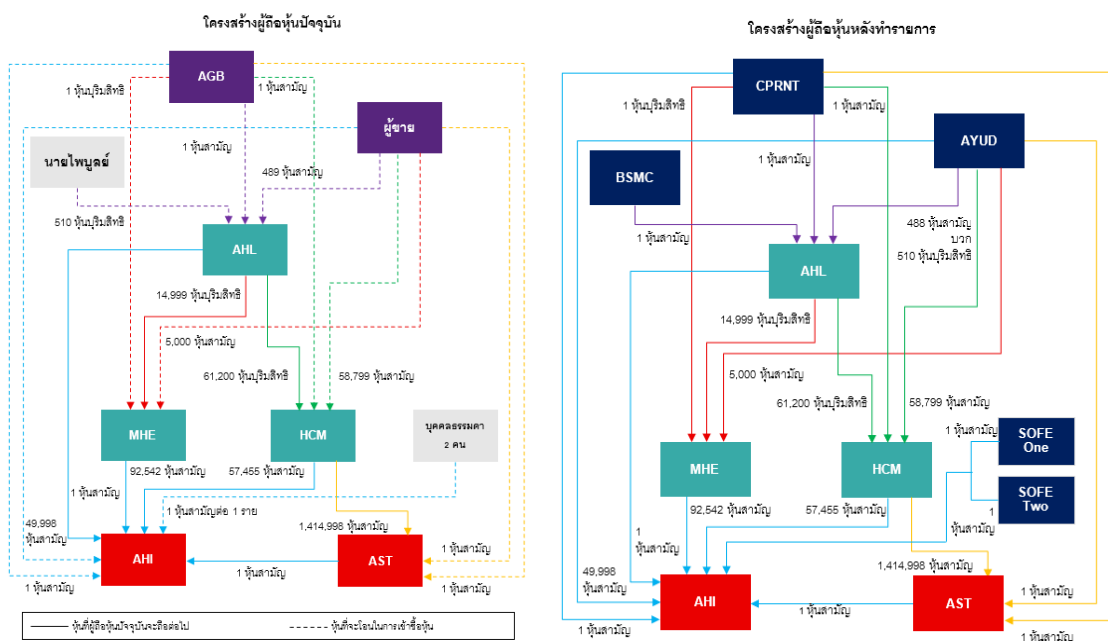 โครงสร้างผู้ถือหุ้นปัจจุบัน
AGB
1 หุ้นบุริมสิทธิ
1 หุ้นสามัญ
ผู้ขาย
นายไพบูลย์
1 หุ้นสามัญ
489 หุ้นสามัญ
510 หุ้นบุริมสิทธิ
AHL
14,999 หุ้นบุริมสิทธิ
5,000 หุ้นสามัญ
61,200 หุ้นบุริมสิทธิ
58,799 หุ้นสามัญ
MHE
HCM
บุคคลธรรมดา
2 คน
92,542 หุ้นสามัญ
57,455 หุ้นสามัญ
1 หุ้นสามัญ
1 หุ้นสามัญต่อ 1 ราย
1,414,998 หุ้นสามัญ
49,998
หุ้นสามัญ
AHI
AST
1 หุ้นสามัญ
1 หุ้นสามัญ
1 หุ้นสามัญ
1 หุ้นสามัญ
หุ้นที่ผู้ถือหุ้นปัจจุบันจะถือต่อไป
หุ้นที่จะโอนในการเข้าซื้อหุ้น
โครงสร้างผู้ถือหุ้นหลังทำรายการ
CPRNT
1 หุ้นบุริมสิทธิ
1 หุ้นสามัญ
AYUD
BSMC
1 หุ้นสามัญ
1 หุ้นสามัญ
488 หุ้นสามัญ
บวก
510 หุ้นบุริมสิทธิ
AHL
14,999 หุ้นบุริมสิทธิ
5,000 หุ้นสามัญ
61,200 หุ้นบุริมสิทธิ
58,799 หุ้นสามัญ
1 หุ้นสามัญ
SOFE
One
MHE
HCM
SOFE
Two
92,542 หุ้นสามัญ
57,455 หุ้นสามัญ
1
หุ้นสามัญ
1
หุ้นสามัญ
1,414,998 หุ้นสามัญ
49,998
หุ้นสามัญ
AHI
AST
1 หุ้นสามัญ
1 หุ้นสามัญ
1 หุ้นสามัญ
1 หุ้นสามัญ